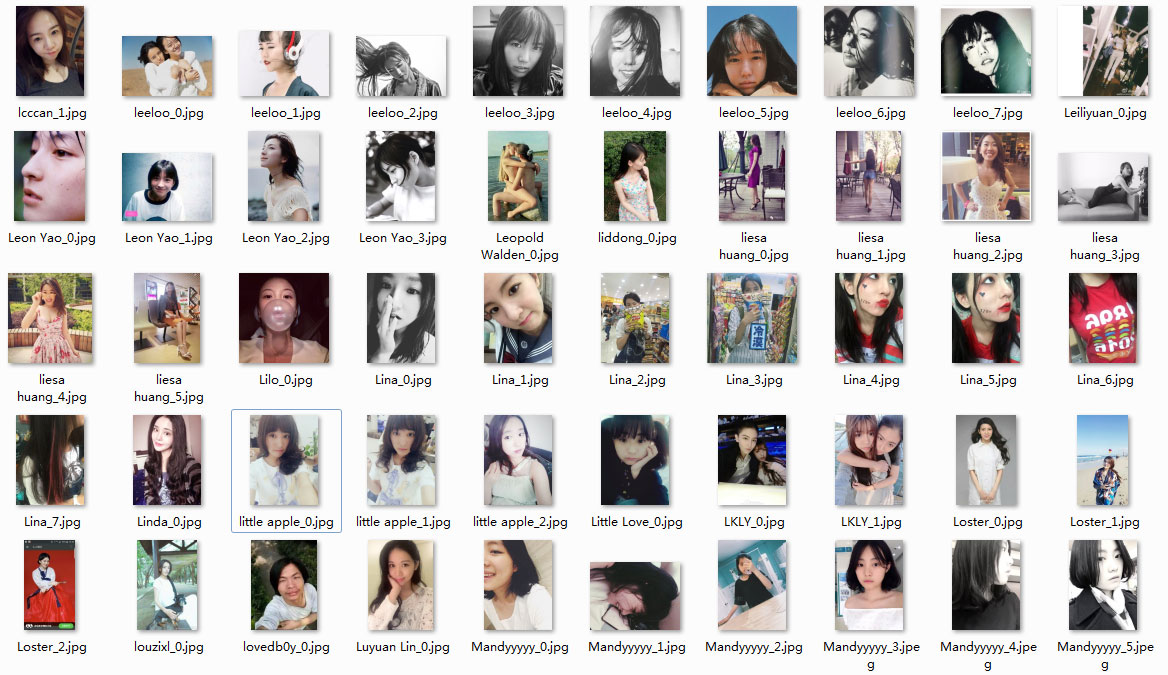 lcccan_1.jpg
leeloo_0.jpg
leeloo_1.jpg
leeloo_2.jpg
leeloo_3.jpg
leeloo_4.jpg
leeloo_5.jpg
leeloo_6.jpg
leeloo_7.jpg
Leiliyuan_0.jpg
Leon Yao_0.jpg
Leon Yao_1.jpg
Leon Yao_2.jpg
Leon Yao_3.jpg
Leopold
Walden_0.jpg
liddong_0.jpg
liesa
huang_0.jpg
liesa
huang_1.jpg
liesa
huang_2.jpg
liesa
huang_3.jpg
冷漠
liesa
huang_4.jpg
liesa
huang_5.jpg
Lilo_0.jpg
Lina_0.jpg
Lina_1.jpg
Lina_2.jpg
Lina_3.jpg
Lina_4.jpg
Lina_5.jpg
Lina_6.jpg
Lina_7.jpg
Linda_0.jpg
little apple_0.jpg
little apple_1.jpg
little apple_2.jpg
Little Love_0.jpg
LKLY_0.jpg
LKLY_1.jpg
Loster_0.jpg
Loster_1.jpg
Loster_2.jpg
louzixl_0.jpg
lovedb0y_0.jpg
Luyuan Lin_0.jpg
Mandyyyyy_0.jpg
Mandyyyyy_1.jpg
Mandyyyyy_2.jpg
Mandyyyyy_3.jpe
g
Mandyyyyy_4.jpe
g
Mandyyyyy_5.jpe
g